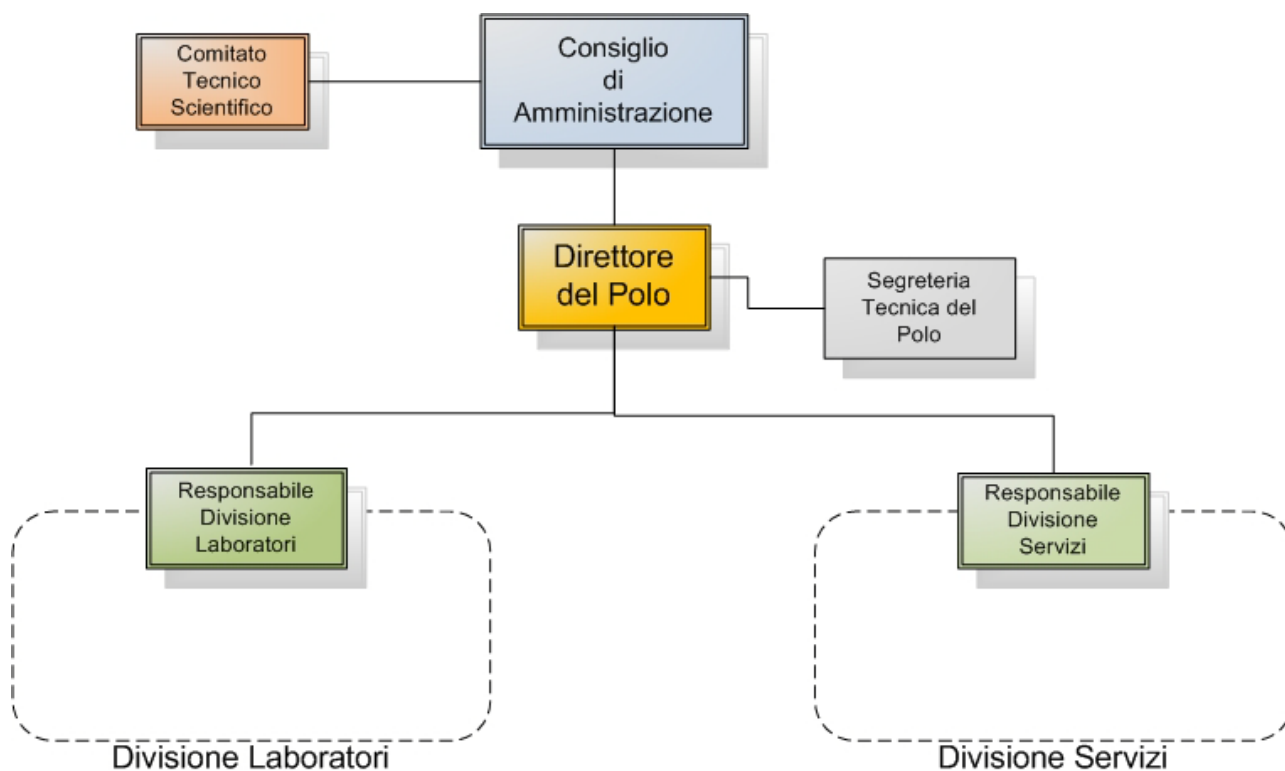 Comitato
Tecnico
Scientifico
Consiglio
di
Amministrazione
Direttore
del Polo
Segreteria
Tecnica del
Polo
Responsabile
Divisione
Laboratori
Responsabile
Divisione
Servizi
Divisione Laboratori
Divisione Servizi